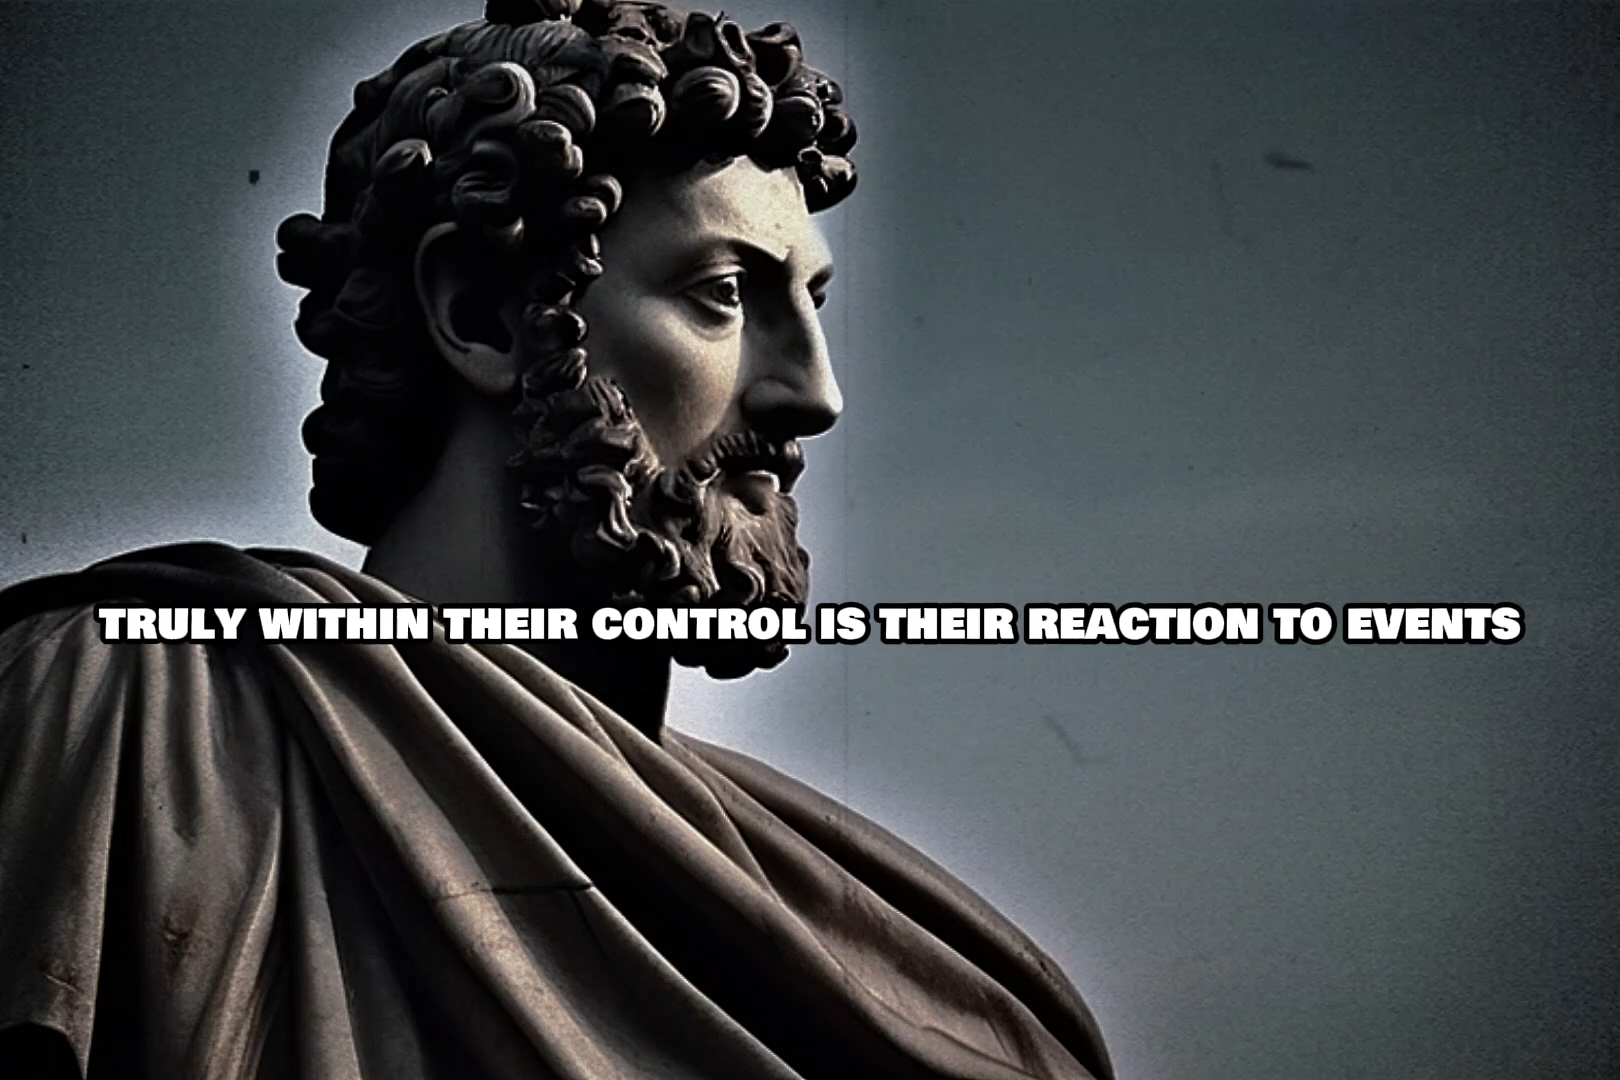 TRULY WITHIN THEIR CONTROL IS THEIR REACTION TO EVENTS